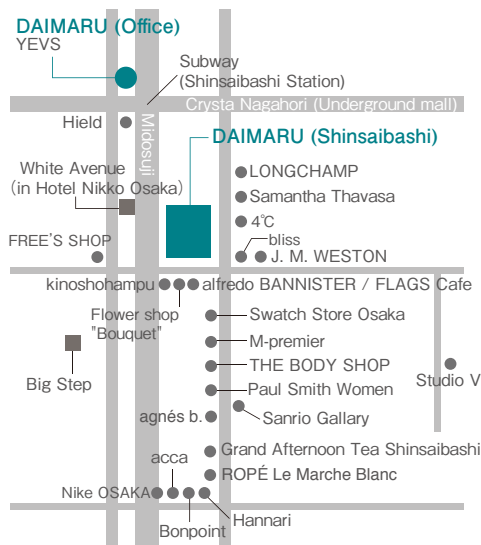 DAIMARU (Office)
YEVS
Subway
(Shinsaibashi Station)
Crysta Nagahori (Underground mall)
Hield
Midosuji
DAIMARU (Shinsaibashi)
White Avenue
(in Hotel Nikko Osaka)
LONGCHAMP
Samantha Thavasa
4℃
bliss
FREE'S SHOP
J. M. WESTON
kinoshohampu
alfredo BANNISTER / FLAGS Cafe
Flower shop
"Bouquet"
Swatch Store Osaka
M-premier
THE BODY SHOP
Big Step
Studio V
Paul Smith Women
agnés b.
Sanrio Gallary
Grand Afternoon Tea Shinsaibashi
acca
ROPÉ Le Marche Blanc
Nike OSAKA
Hannari
Bonpoint